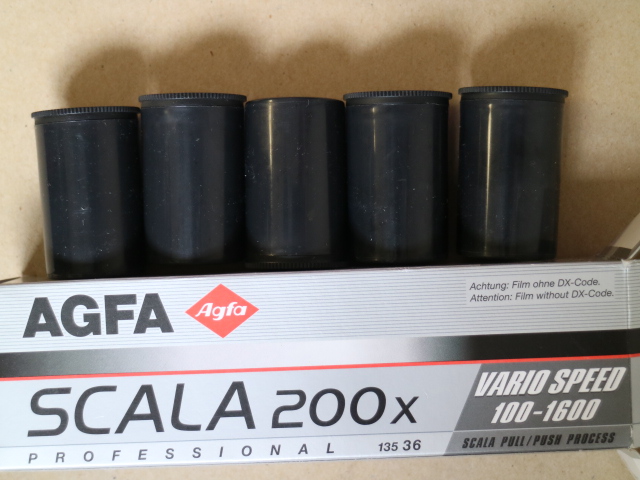 AGFA
Agfa
Achtung: Film ohne DX-Code.
Attention: Film without DX-Code.
SCALA 200x
VARIO SPEED
100-1600
PROFESSIONAL
135 36
SCALA PULL/PUSH PROCESS